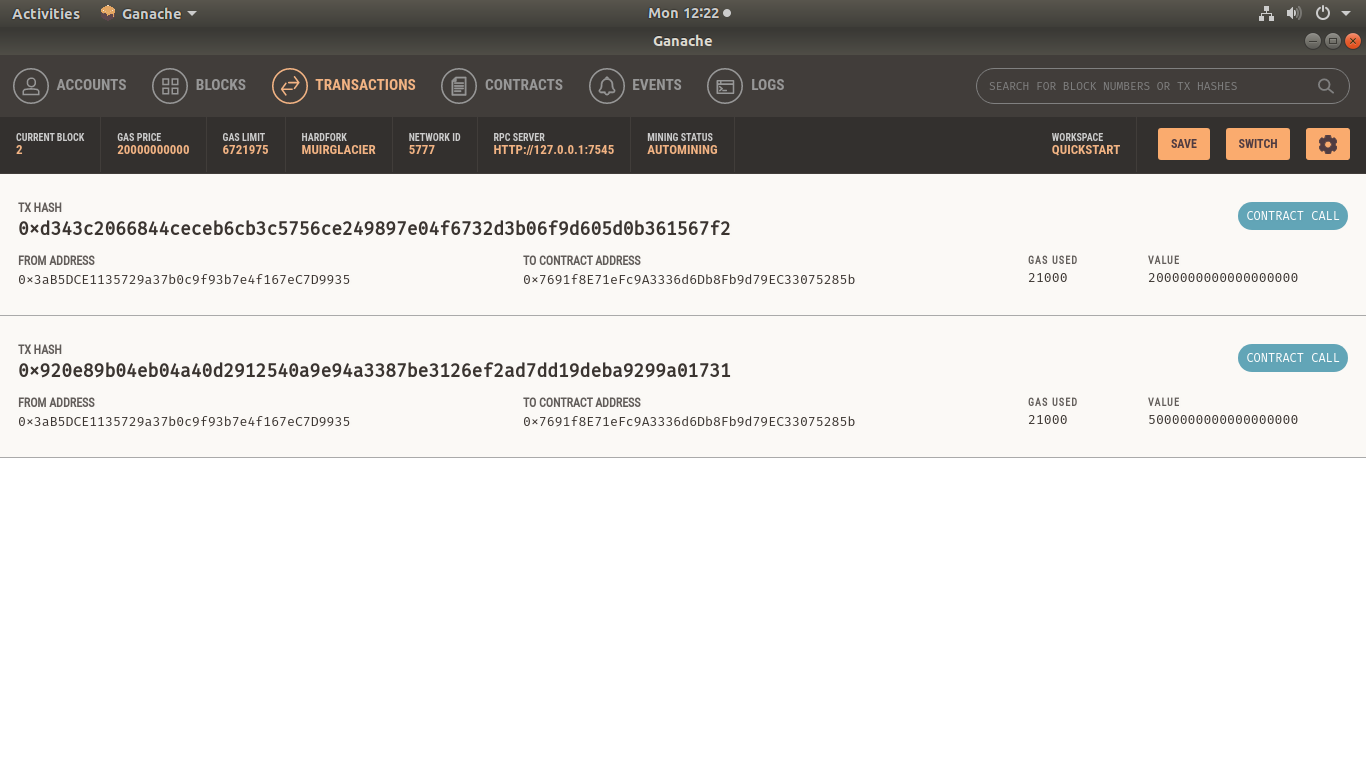 Activities Ganache Mon 12:22
Ganache
ACCOUNTS BLOCKS TRANSACTIONS CONTRACTS EVENTS LOGS SEARCH FOR BLOCK NUMBERS OR TX HASHES
CURRENT BLOCK GAS PRICE GAS LIMIT HARDFORK NETWORK ID RPC SERVER MINING STATUS WORKSPACE
2 20000000000 6721975 MUIRGLACIER 5777 HTTP://127.0.0.1:7545 AUTOMINING QUICKSTART SAVE SWITCH
TX HASH
0×d343c2066844ceceb6cb3c5756ce249897e04f6732d3b06f9d605d0b361567f2 CONTRACT CALL
FROM ADDRESS TO CONTRACT ADDRESS GAS USED VALUE
0×3aB5DCE1135729a37b0c9f93b7e4f167eC7D9935 0×7691f8E71eFc9A3336d6Db8Fb9d79EC33075285b 21000 2000000000000000000
TX HASH
0×920e89b04eb04a40d2912540a9e94a3387be3126ef2ad7dd19deba9299a01731 CONTRACT CALL
FROM ADDRESS TO CONTRACT ADDRESS GAS USED VALUE
0×3aB5DCE1135729a37b0c9f93b7e4f167eC7D9935 0×7691f8E71eFc9A3336d6Db8Fb9d79EC33075285b 21000 5000000000000000000